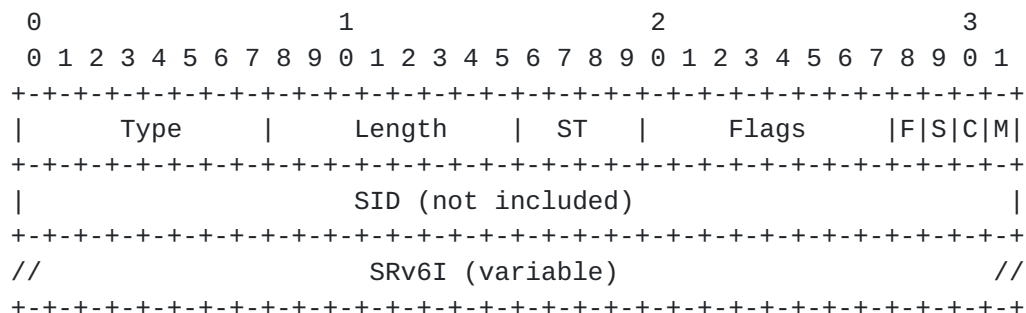 0                   1                   2                   3
 0 1 2 3 4 5 6 7 8 9 0 1 2 3 4 5 6 7 8 9 0 1 2 3 4 5 6 7 8 9 0 1
+-+-+-+-+-+-+-+-+-+-+-+-+-+-+-+-+-+-+-+-+-+-+-+-+-+-+-+-+-+-+-+-+
|      Type     |     Length    |  ST   |     Flags     |F|S|C|M|
+-+-+-+-+-+-+-+-+-+-+-+-+-+-+-+-+-+-+-+-+-+-+-+-+-+-+-+-+-+-+-+-+
|                     SID (not included)                        |
+-+-+-+-+-+-+-+-+-+-+-+-+-+-+-+-+-+-+-+-+-+-+-+-+-+-+-+-+-+-+-+-+
//                     SRv6I (variable)                        //
+-+-+-+-+-+-+-+-+-+-+-+-+-+-+-+-+-+-+-+-+-+-+-+-+-+-+-+-+-+-+-+-+